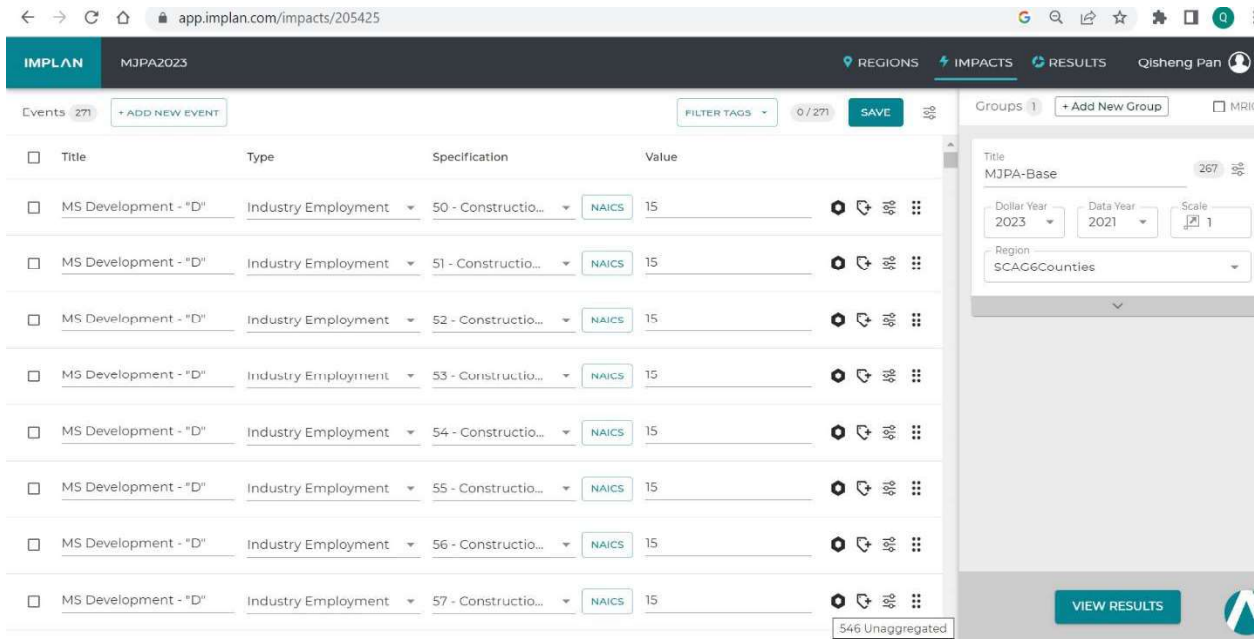 app.implan.com/impacts/205425
G
Q
IMPLAN
MJPA2023
REGIONS
IMPACTS
RESULTS
Qisheng Pan
Events 271
+ ADD NEW EVENT
FILTER TAGS
0/271
SAVE
Groups 1
+ Add New Group
Title Type Specification Value
MS Development - "D" Industry Employment 50 - Constructio... NAICS 15
MS Development - "D" Industry Employment 51 - Constructio... NAICS 15
MS Development - "D" Industry Employment 52 - Constructio... NAICS 15
MS Development - "D" Industry Employment 53 - Constructio... NAICS 15
MS Development - "D" Industry Employment 54 - Constructio... NAICS 15
MS Development - "D" Industry Employment 55 - Constructio... NAICS 15
MS Development - "D" Industry Employment 56 - Constructio... NAICS 15
MS Development - "D" Industry Employment 57 - Constructio... NAICS 15
546 Unaggregated
Title
MJPA-Base 267
Dollar Year Data Year Scale
2023 2021 1
Region
SCAG6Counties
VIEW RESULTS